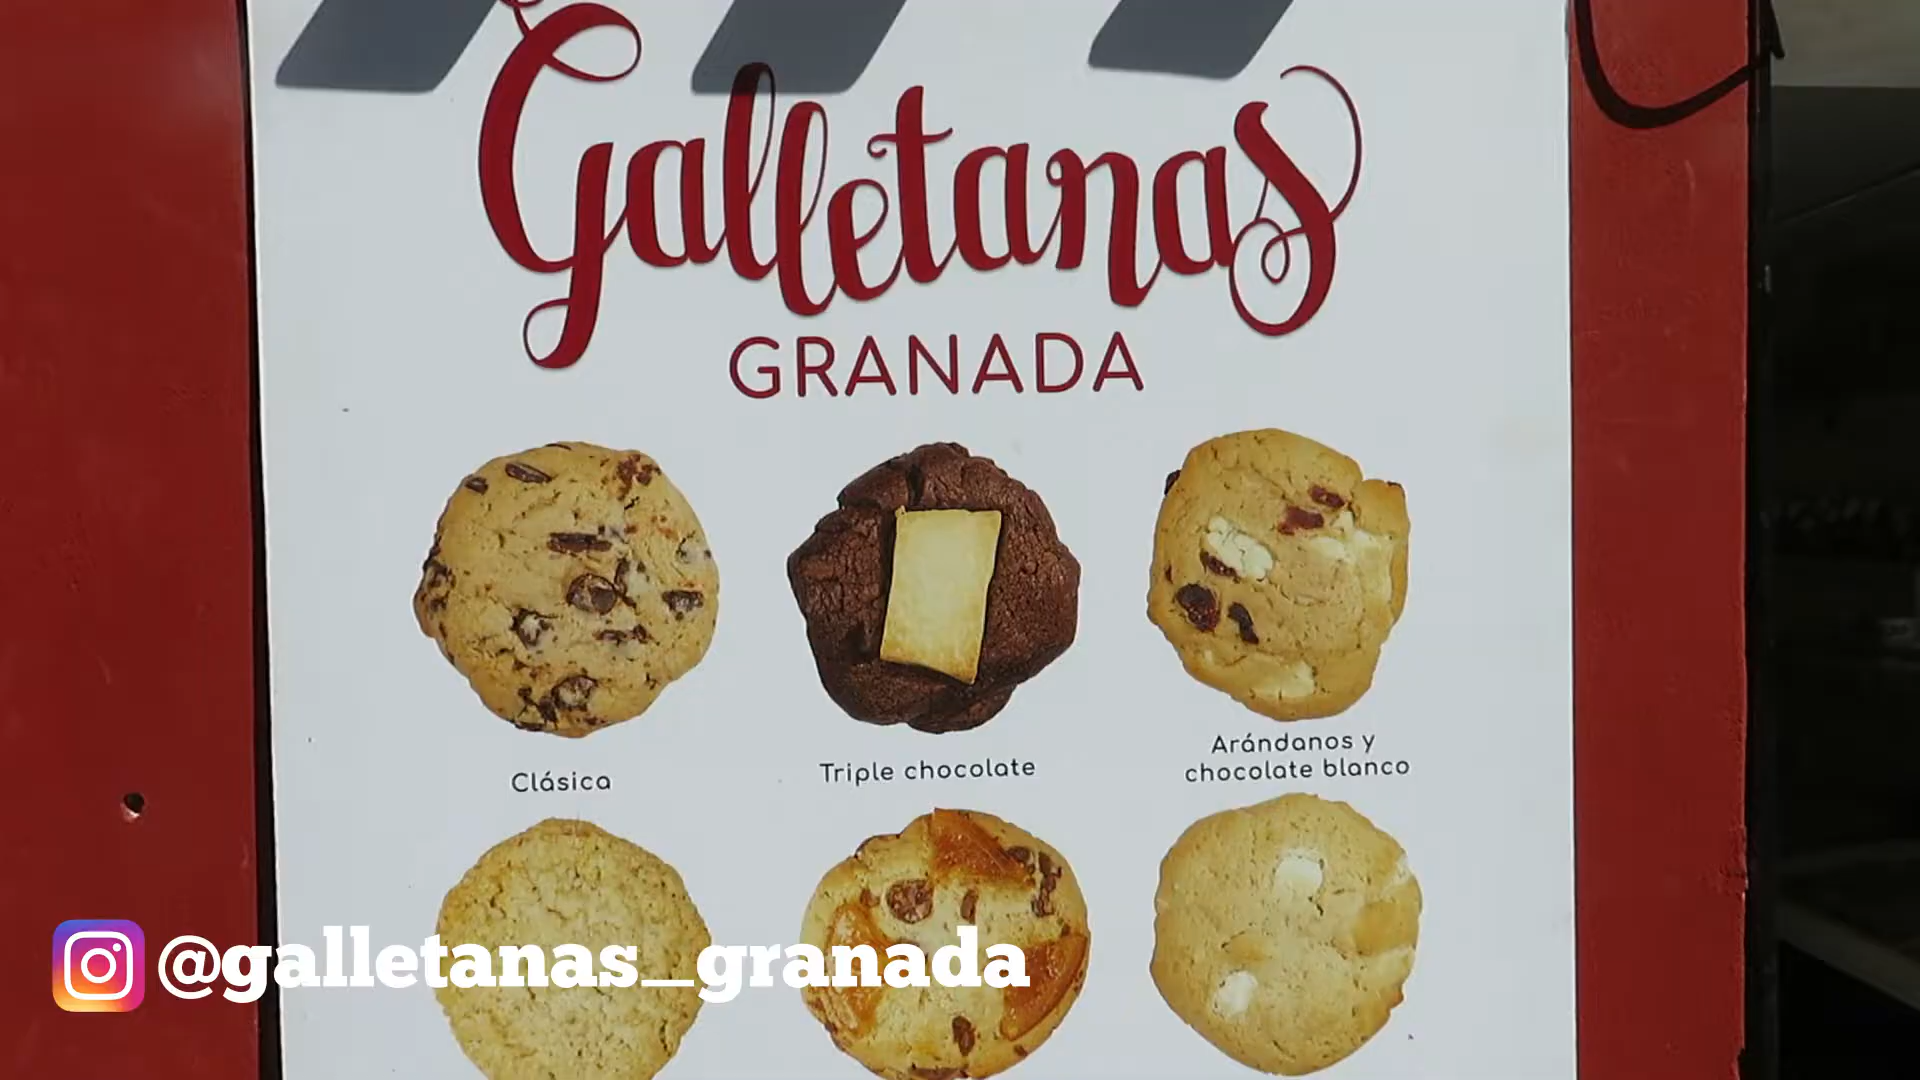 Galletanas
GRANADA
Clásica
Triple chocolate
Arándanos y
chocolate blanco
@galletanas_granada